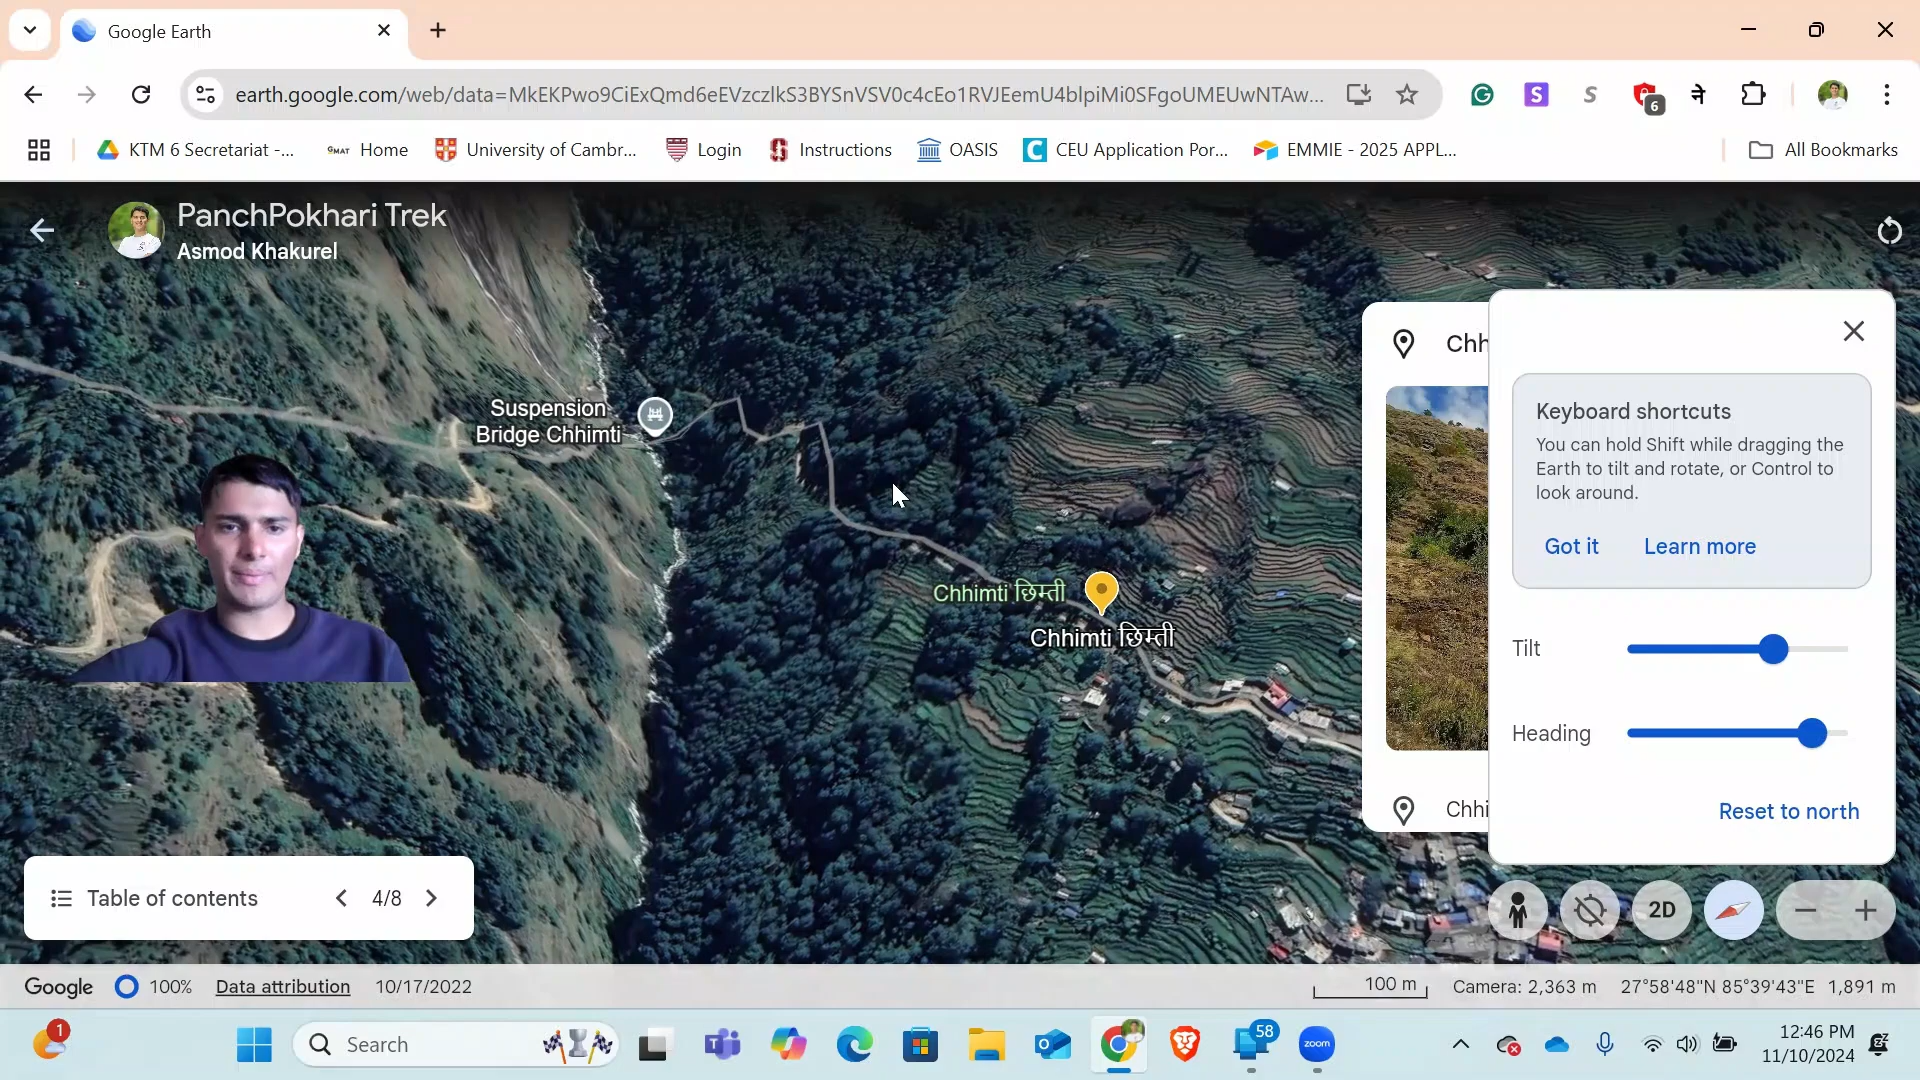 Google Earth
earth.google.com/web/data=MkEKPwo9CiExQmd6eEVzczlkS3BYSnVSV0c4cEo1RVJEemU4blpiMi0SFgoUMEUwNTAw...
6
KTM 6 Secretariat -...
GMAT
Home
University of Cambr...
Login
Instructions
OASIS
CEU Application Por...
EMMIE - 2025 APPL...
All Bookmarks
PanchPokhari Trek
Asmod Khakurel
Suspension
Bridge Chhimti
Chhimti छिम्ती
Chhimti छिम्ती
Chh
Chhi
Keyboard shortcuts
You can hold Shift while dragging the
Earth to tilt and rotate, or Control to
look around.
Got it
Learn more
Tilt
Heading
Reset to north
Table of contents
4/8
2D
Google
100%
Data attribution
10/17/2022
100 m
Camera: 2,363 m
27°58'48"N 85°39'43"E
1,891 m
1
Search
58
zoom
12:46 PM
11/10/2024